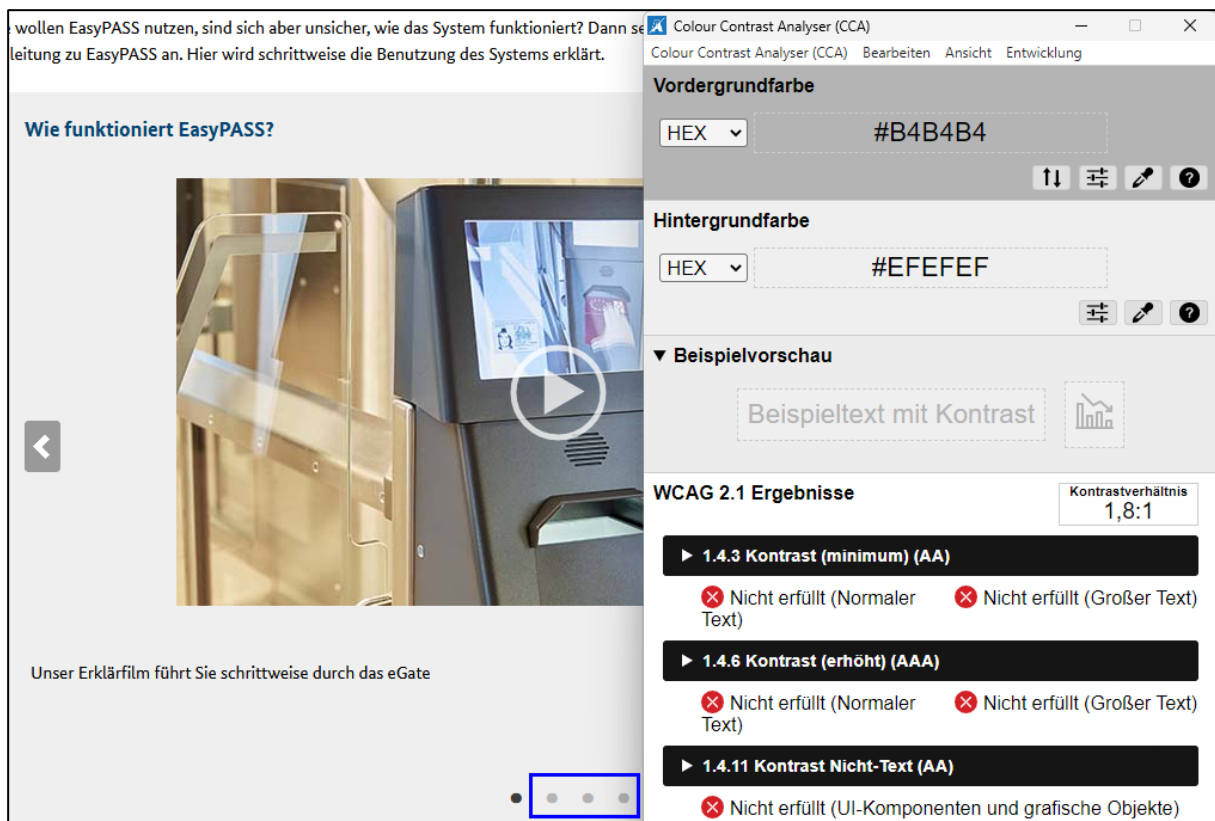 wollen EasyPASS nutzen, sind sich aber unsicher, wie das System funktioniert? Dann se
leitung zu EasyPASS an. Hier wird schrittweise die Benutzung des Systems erklärt.
Wie funktioniert EasyPASS?
Unser Erklärfilm führt Sie schrittweise durch das eGate
Colour Contrast Analyser (CCA)
Colour Contrast Analyser (CCA) Bearbeiten Ansicht Entwicklung
Vordergrundfarbe
HEX #B4B4B4
Hintergrundfarbe
HEX #EFEFEF
Beispielvorschau
Beispieltext mit Kontrast
WCAG 2.1 Ergebnisse
Kontrastverhältnis
1,8:1
1.4.3 Kontrast (minimum) (AA)
Nicht erfüllt (Normaler Text)
Nicht erfüllt (Großer Text)
1.4.6 Kontrast (erhöht) (AAA)
Nicht erfüllt (Normaler Text)
Nicht erfüllt (Großer Text)
1.4.11 Kontrast Nicht-Text (AA)
Nicht erfüllt (UI-Komponenten und grafische Objekte)